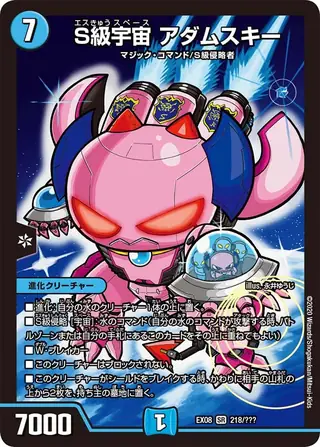 7
エスきゅう スペース
S級宇宙 アダムスキー
マジック・コマンド/S級侵略者
illus. 永井ゆうじ
進化クリーチャー
■進化:自分の水のクリーチャー1体の上に置く。
■S級侵略[宇宙]:水のコマンド(自分の水のコマンドが攻撃する時、バト
ルゾーンまたは自分の手札にあるこのカードをその上に重ねてもよい)
■W・ブレイカー
■このクリーチャーはブロックされない。
■このクリーチャーがシールドをブレイクする時、かわりに相手の山札の
上から2枚を、持ち主の墓地に置く。
©2020 Wizards/Shogakukan/Mitsui-Kids
EX08 SR 218/???
7000